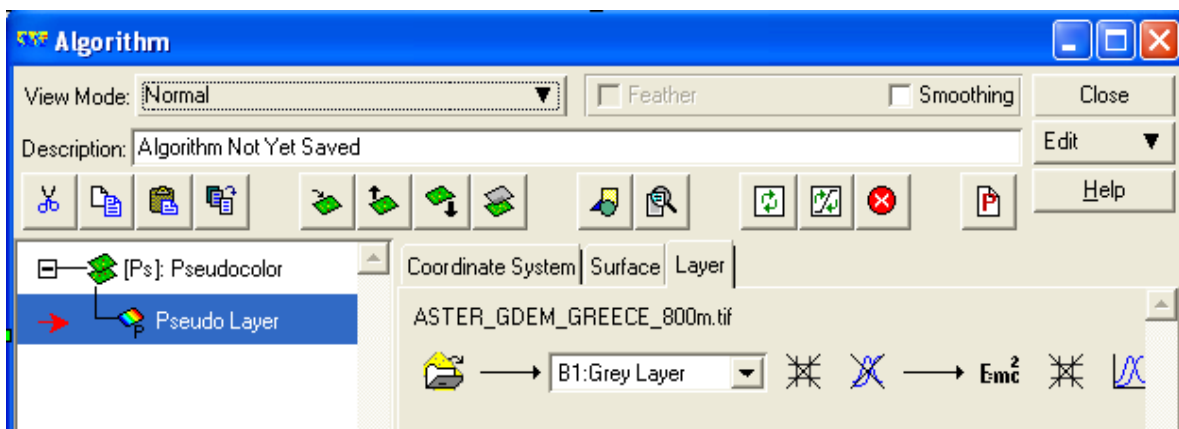 Algorithm
View Mode: Normal Feather Smoothing Close
Description: Algorithm Not Yet Saved Edit
Help
[Ps]: Pseudocolor Coordinate System Surface Layer
Pseudo Layer ASTER_GDEM_GREECE_800m.tif
B1:Grey Layer Emc²